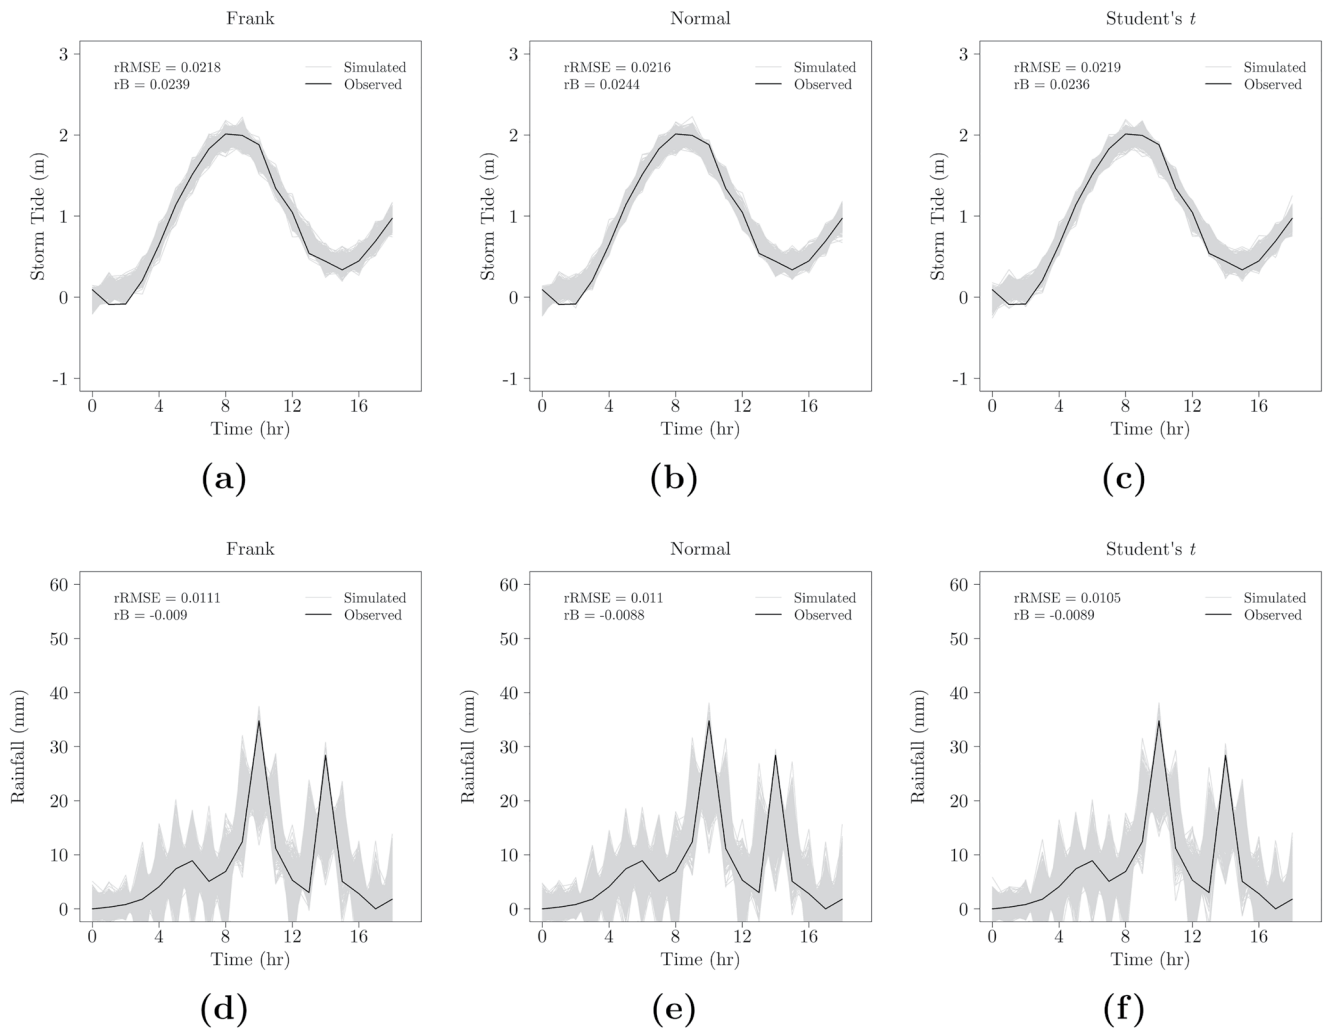 Frank
rRMSE = 0.0218
rB = 0.0239
Simulated
Observed
3
2
1
0
-1
Storm Tide (m)
0 4 8 12 16
Time (hr)
(a)
Normal
rRMSE = 0.0216
rB = 0.0244
Simulated
Observed
3
2
1
0
-1
Storm Tide (m)
0 4 8 12 16
Time (hr)
(b)
Student's t
rRMSE = 0.0219
rB = 0.0236
Simulated
Observed
3
2
1
0
-1
Storm Tide (m)
0 4 8 12 16
Time (hr)
(c)
Frank
rRMSE = 0.0111
rB = -0.009
Simulated
Observed
60
50
40
30
20
10
0
Rainfall (mm)
0 4 8 12 16
Time (hr)
(d)
Normal
rRMSE = 0.011
rB = -0.0088
Simulated
Observed
60
50
40
30
20
10
0
Rainfall (mm)
0 4 8 12 16
Time (hr)
(e)
Student's t
rRMSE = 0.0105
rB = -0.0089
Simulated
Observed
60
50
40
30
20
10
0
Rainfall (mm)
0 4 8 12 16
Time (hr)
(f)